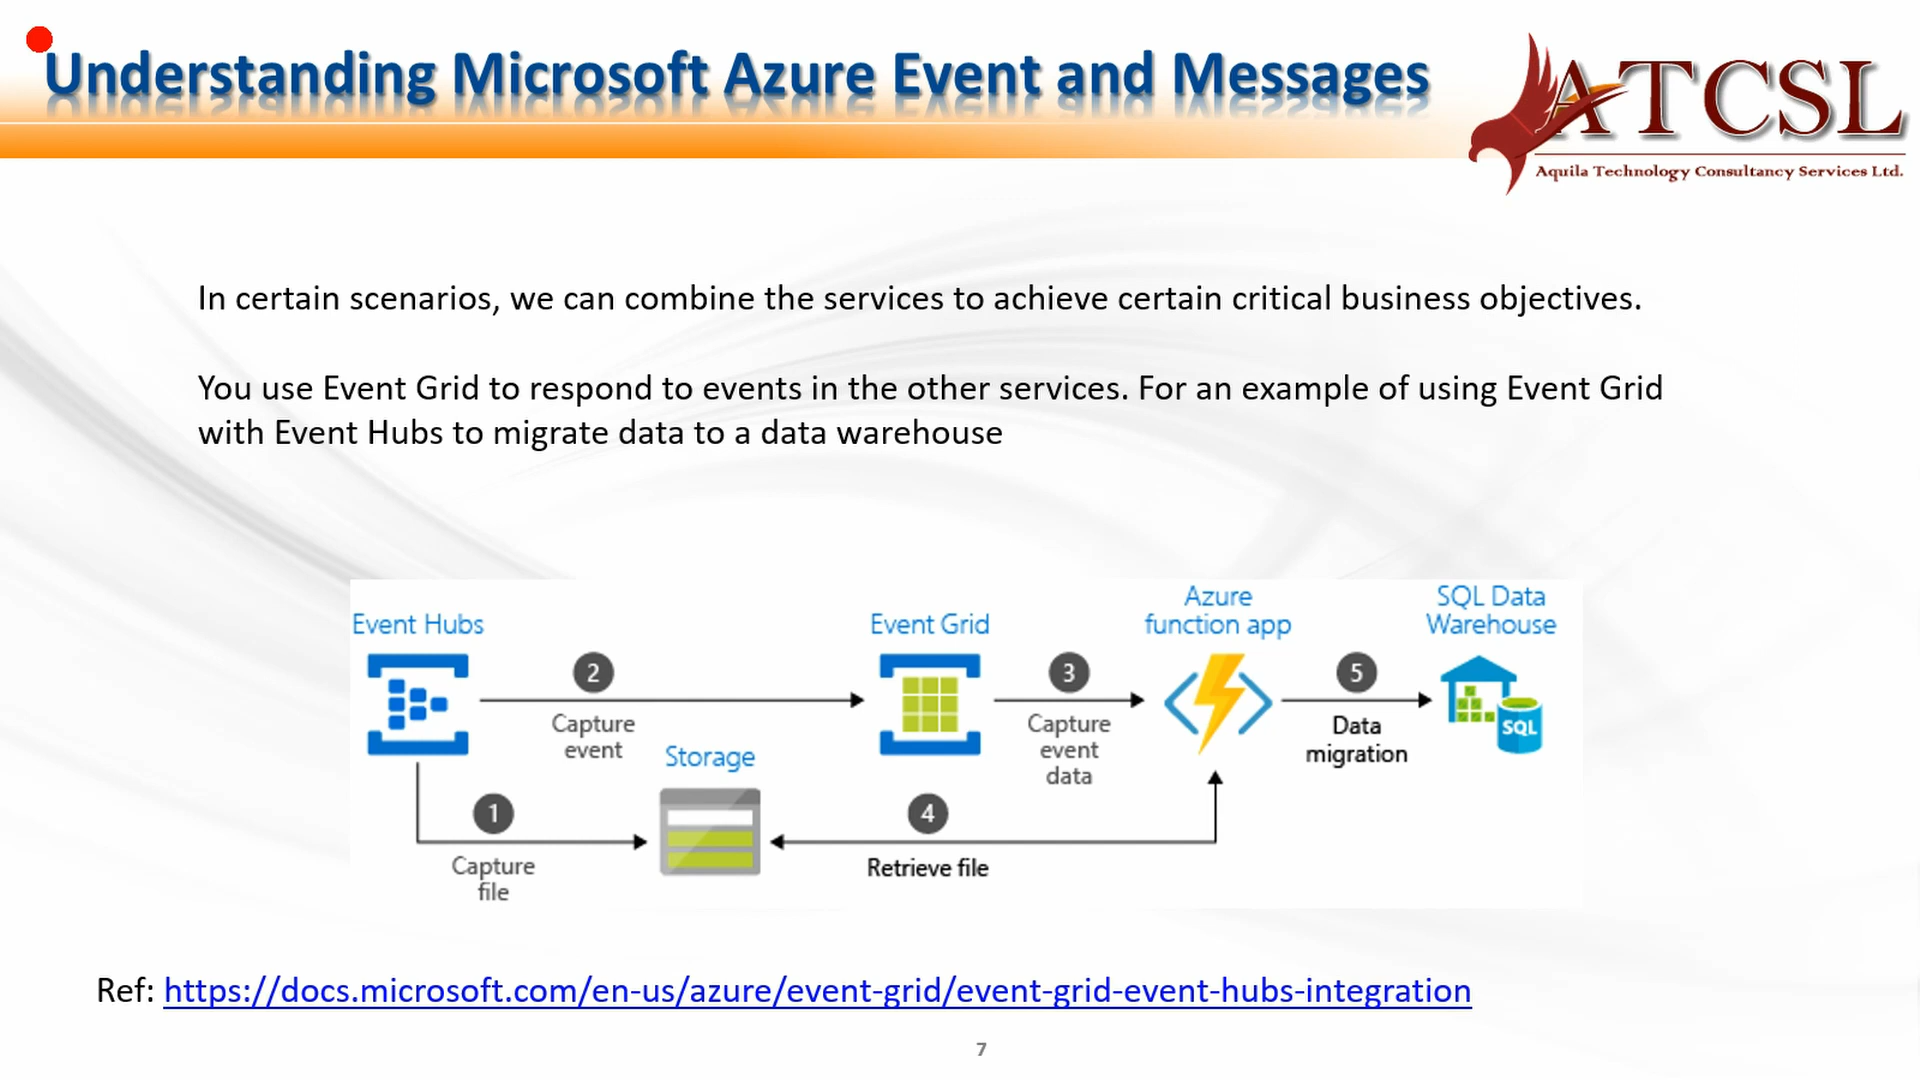 Understanding Microsoft Azure Event and Messages
ATCSL
Aquila Technology Consultancy Services Ltd.
In certain scenarios, we can combine the services to achieve certain critical business objectives.
You use Event Grid to respond to events in the other services. For an example of using Event Grid
with Event Hubs to migrate data to a data warehouse
Event Hubs
Event Grid
Azure
function app
SQL Data
Warehouse
2
Capture
event
3
Capture
event
data
5
Data
migration
SQL
Storage
1
Capture
file
4
Retrieve file
Ref: https://docs.microsoft.com/en-us/azure/event-grid/event-grid-event-hubs-integration
7